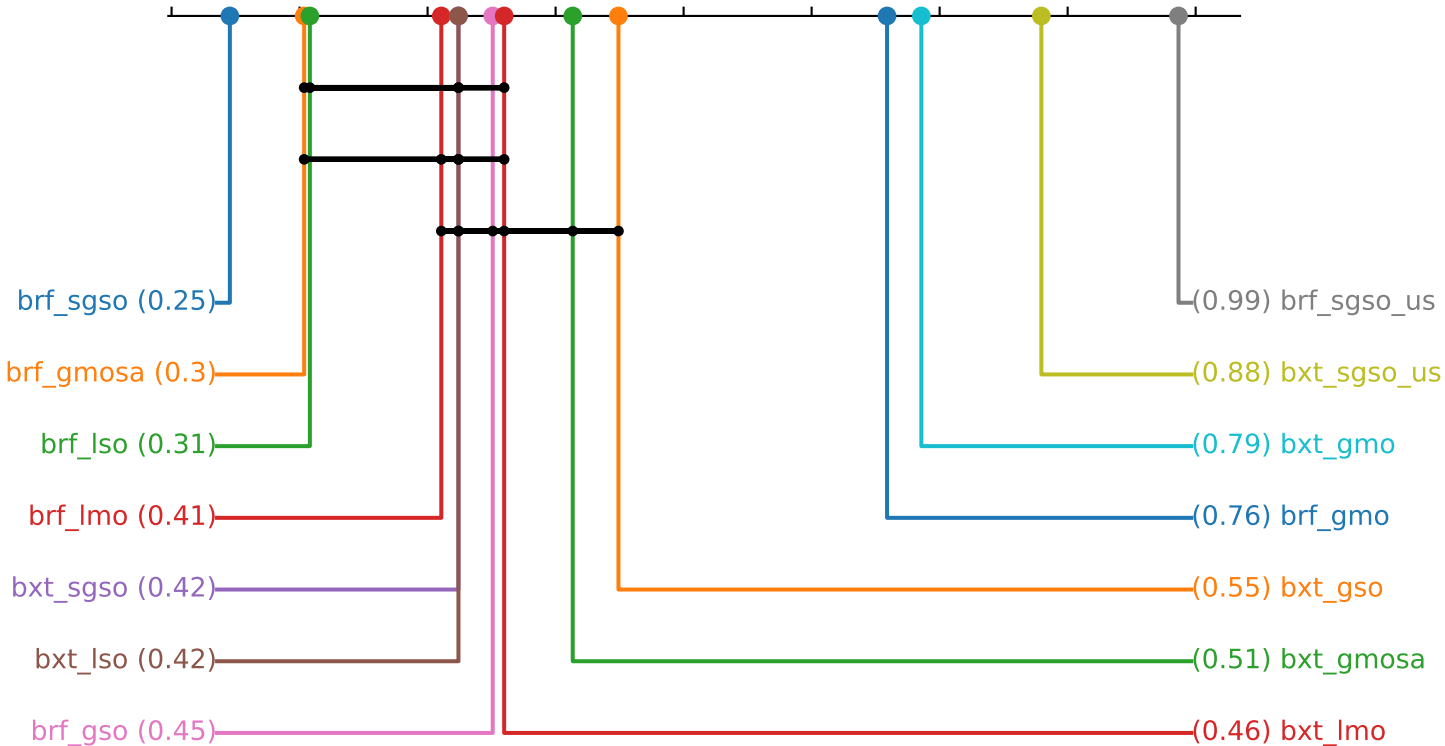 brf_sgso (0.25)
(0.99) brf_sgso_us
brf_gmosa (0.3)
(0.88) bxt_sgso_us
brf_lso (0.31)
(0.79) bxt_gmo
brf_lmo (0.41)
(0.76) brf_gmo
bxt_sgso (0.42)
(0.55) bxt_gso
bxt_lso (0.42)
(0.51) bxt_gmosa
brf_gso (0.45)
(0.46) bxt_lmo